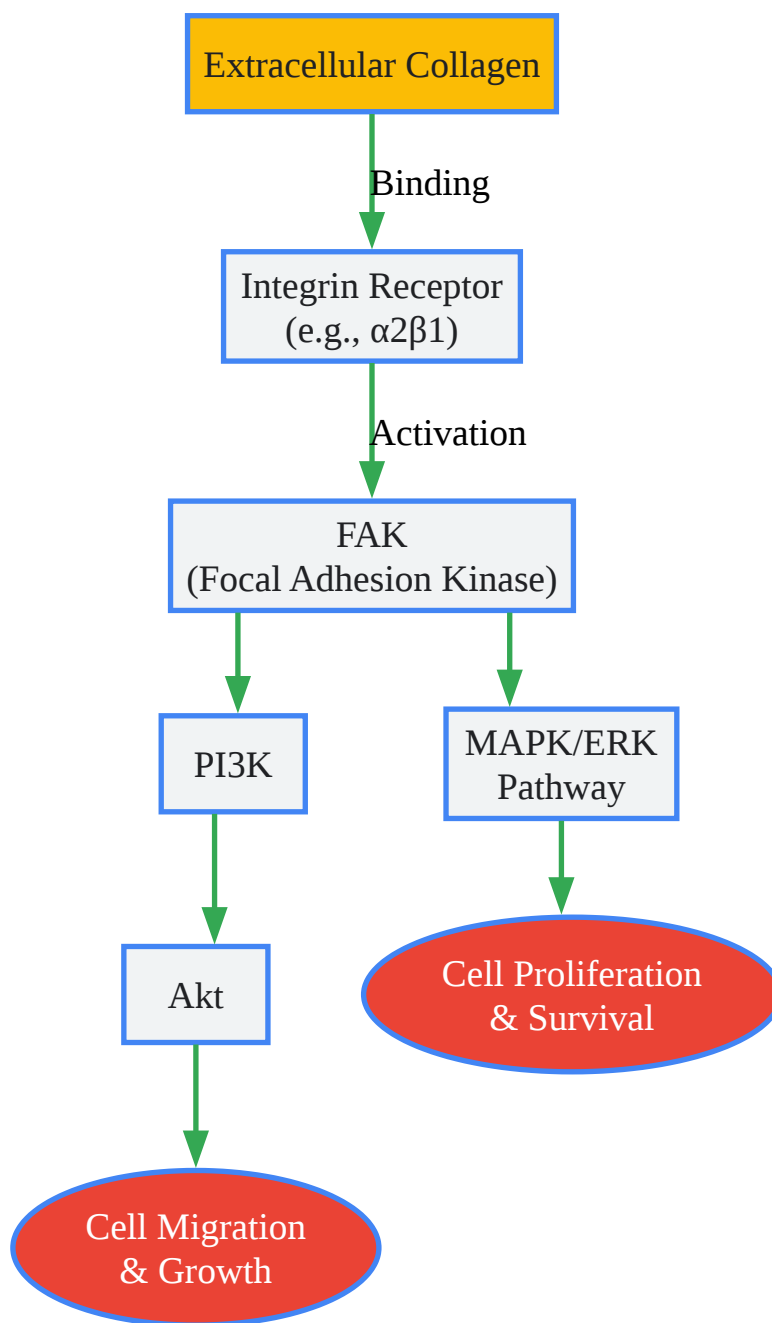 Extracellular Collagen
Binding
Integrin Receptor
(e.g., α2β1)
Activation
FAK
(Focal Adhesion Kinase)
PI3K
MAPK/ERK
Pathway
Akt
Cell Proliferation
& Survival
Cell Migration
& Growth